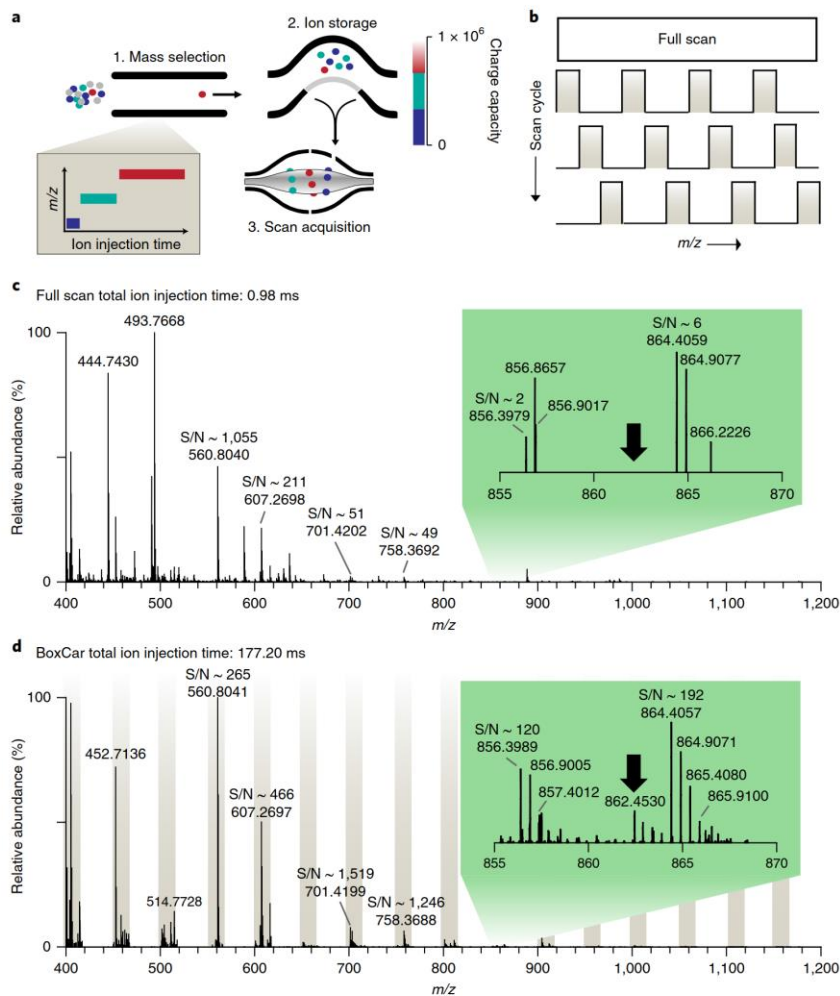 a
1. Mass selection
2. Ion storage
1 × 10⁶
Charge capacity
0
m/z
Ion injection time
3. Scan acquisition
b
Full scan
Scan cycle
m/z
c
Full scan total ion injection time: 0.98 ms
Relative abundance (%)
100
0
444.7430
493.7668
S/N ~ 1,055
560.8040
S/N ~ 211
607.2698
S/N ~ 51
701.4202
S/N ~ 49
758.3692
S/N ~ 2
856.3979
856.8657
856.9017
S/N ~ 6
864.4059
864.9077
866.2226
855 860 865 870
400 500 600 700 800 900 1,000 1,100 1,200
m/z
d
BoxCar total ion injection time: 177.20 ms
Relative abundance (%)
100
0
452.7136
514.7728
S/N ~ 265
560.8041
S/N ~ 466
607.2697
S/N ~ 1,519
701.4199
S/N ~ 1,246
758.3688
S/N ~ 120
856.3989
856.9005
857.4012
862.4530
S/N ~ 192
864.4057
864.9071
865.4080
865.9100
855 860 865 870
400 500 600 700 800 900 1,000 1,100 1,200
m/z